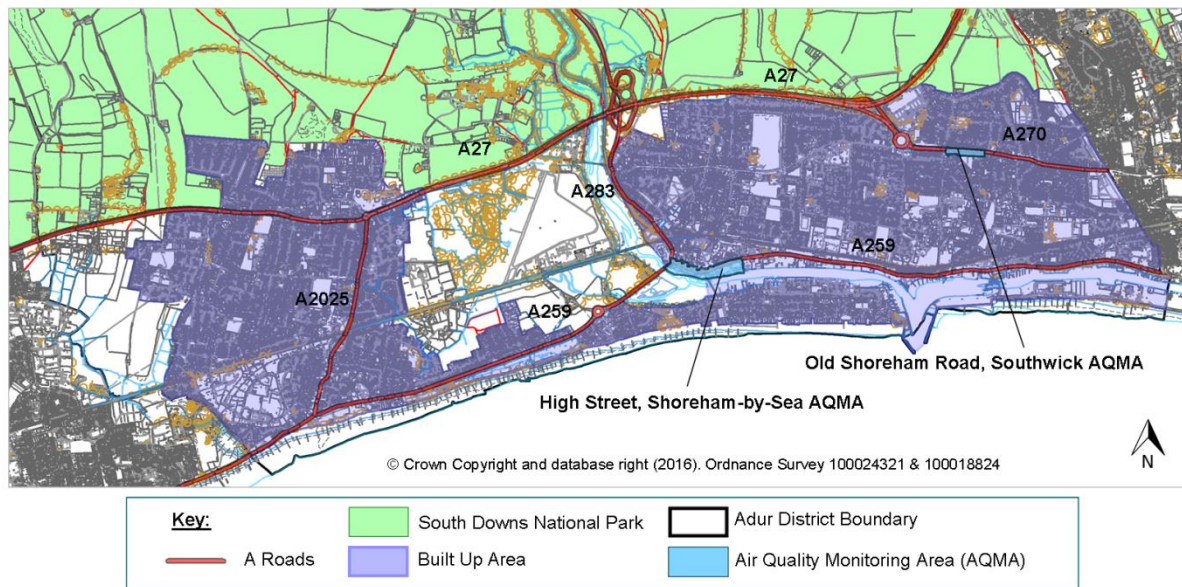 A27
A270
A27
A283
A259
A2025
A259
Old Shoreham Road, Southwick AQMA
High Street, Shoreham-by-Sea AQMA
© Crown Copyright and database right (2016). Ordnance Survey 100024321 & 100018824
N
Key:
South Downs National Park
Adur District Boundary
A Roads
Built Up Area
Air Quality Monitoring Area (AQMA)